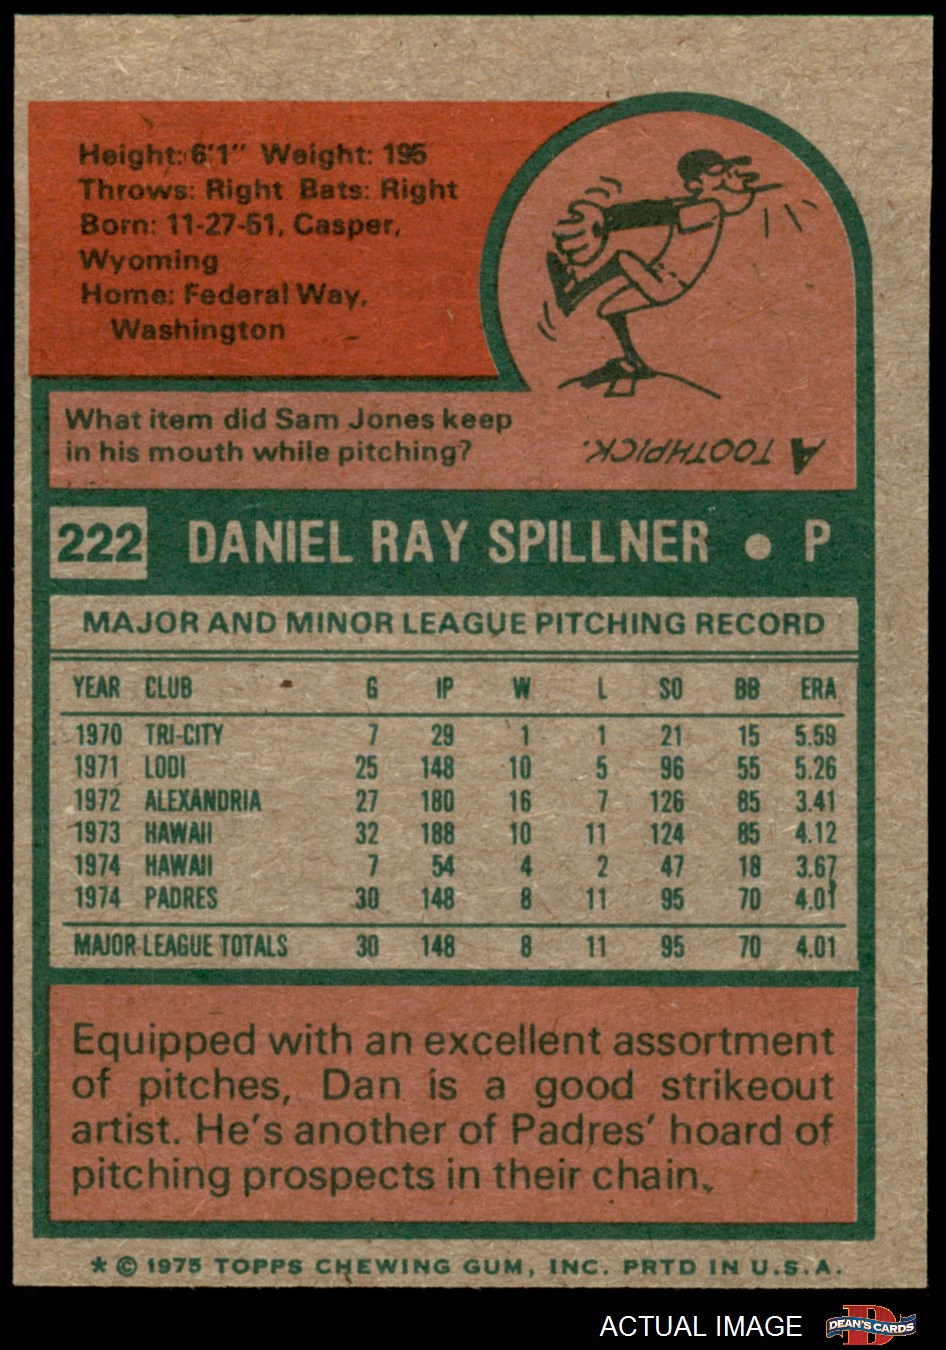 Height: 6'1" Weight: 195
Throws: Right Bats: Right
Born: 11-27-51, Casper,
Wyoming
Home: Federal Way,
Washington
What item did Sam Jones keep
in his mouth while pitching?
A TOOTHPICK.
222 DANIEL RAY SPILLNER • P
MAJOR AND MINOR LEAGUE PITCHING RECORD
YEAR CLUB G IP W L SO BB ERA
1970 TRI-CITY 7 29 1 1 21 15 5.59
1971 LODI 25 148 10 5 96 55 5.26
1972 ALEXANDRIA 27 180 16 7 126 85 3.41
1973 HAWAII 32 188 10 11 124 85 4.12
1974 HAWAII 7 54 4 2 47 18 3.67
1974 PADRES 30 148 8 11 95 70 4.01
MAJOR LEAGUE TOTALS 30 148 8 11 95 70 4.01
Equipped with an excellent assortment
of pitches, Dan is a good strikeout
artist. He's another of Padres' hoard of
pitching prospects in their chain.
* © 1975 TOPPS CHEWING GUM, INC. PRTD IN U.S.A.
ACTUAL IMAGE
D
DEAN'S CARDS